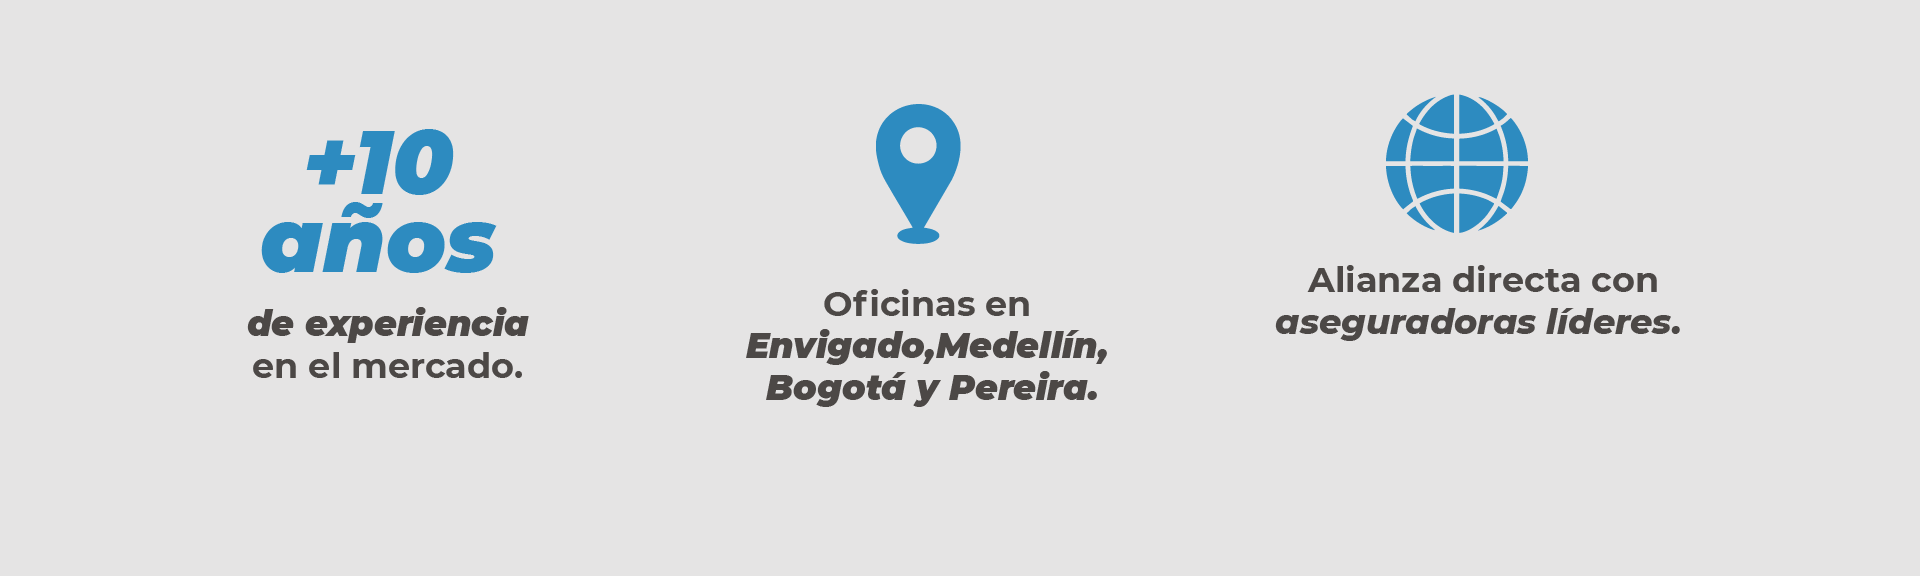 +10
años
de experiencia
en el mercado.
Oficinas en
Envigado,Medellín,
Bogotá y Pereira.
Alianza directa con
aseguradoras líderes.